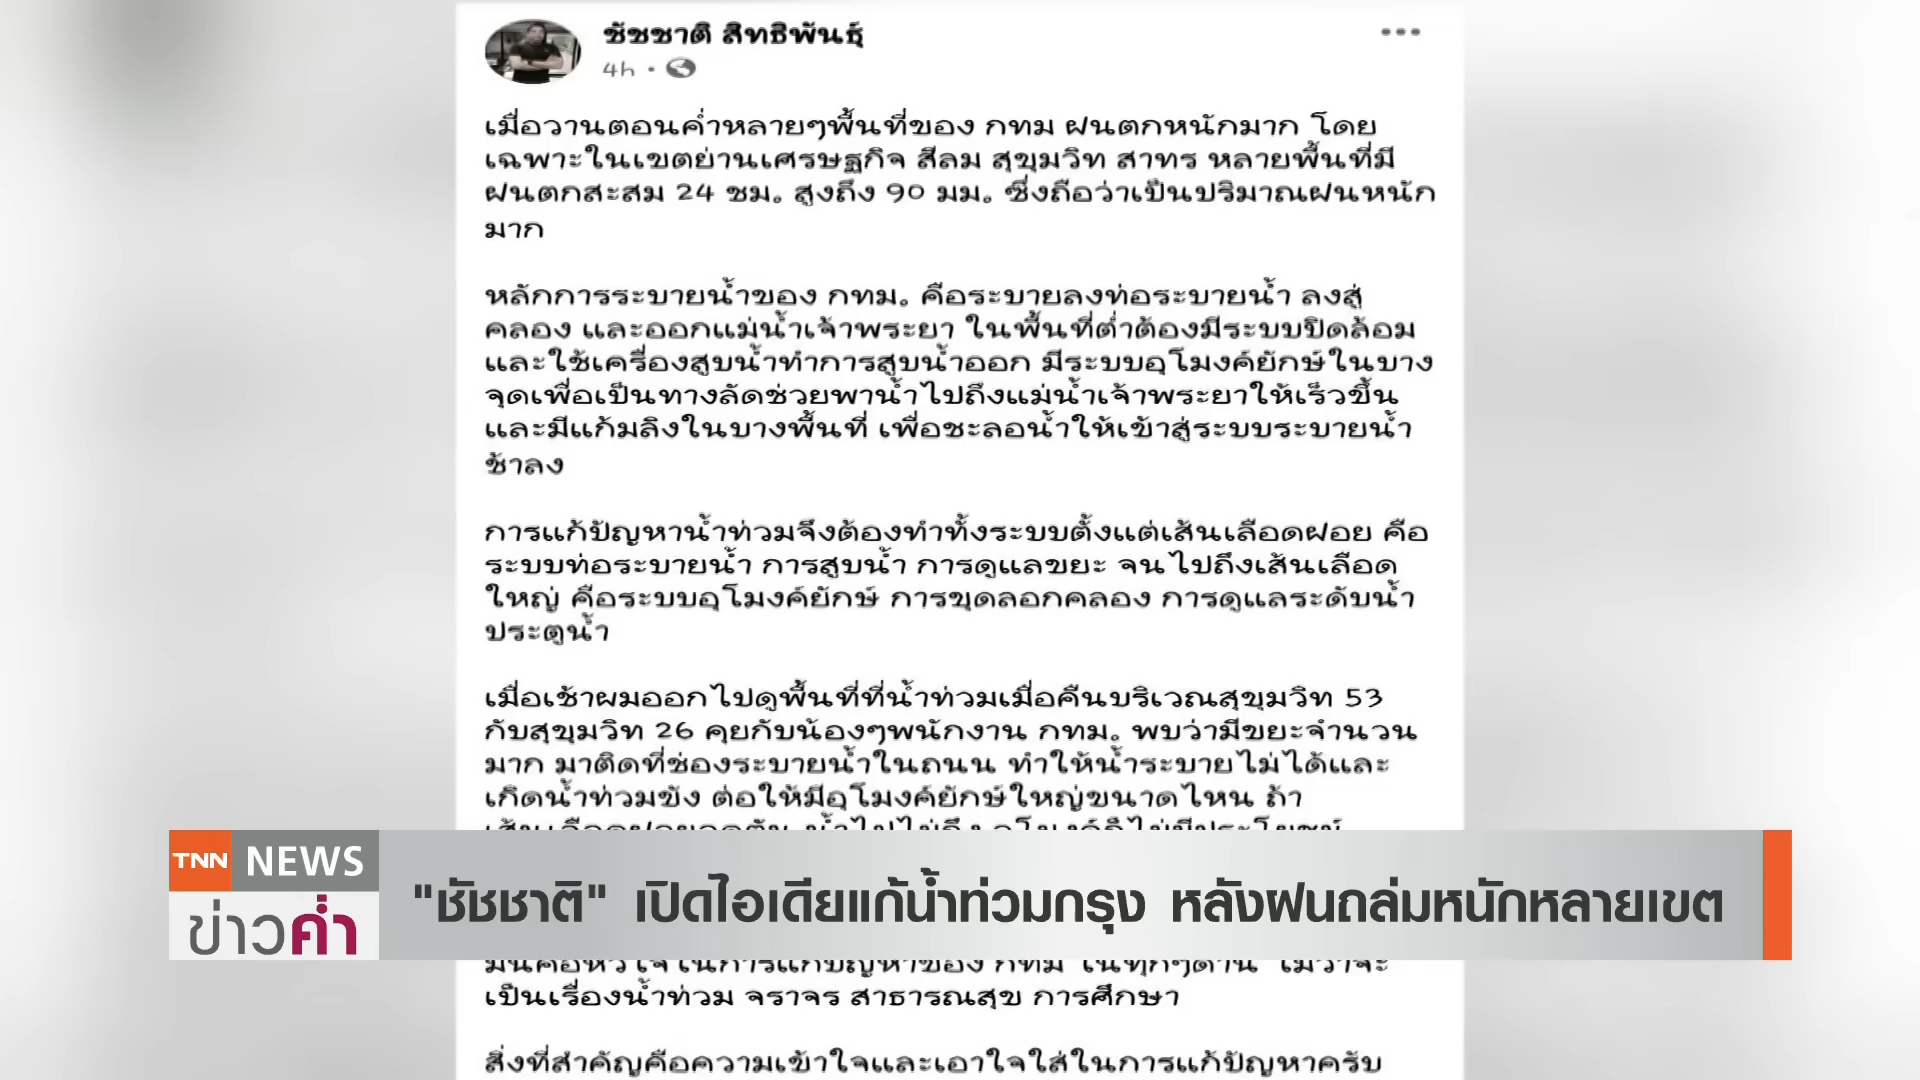 ชัชชาติ สิทธิพันธุ์
4h
เมื่อวานตอนค่ำหลายๆพื้นที่ของ กทม ฝนตกหนักมาก โดย
เฉพาะในเขตย่านเศรษฐกิจ สีลม สุขุมวิท สาทร หลายพื้นที่มี
ฝนตกสะสม 24 ชม. สูงถึง 90 มม. ซึ่งถือว่าเป็นปริมาณฝนหนัก
มาก
หลักการระบายน้ำของ กทม. คือระบายลงท่อระบายน้ำ ลงสู่
คลอง และออกแม่น้ำเจ้าพระยา ในพื้นที่ต่ำต้องมีระบบปิดล้อม
และใช้เครื่องสูบน้ำทำการสูบน้ำออก มีระบบอุโมงค์ยักษ์ในบาง
จุดเพื่อเป็นทางลัดช่วยพาน้ำไปถึงแม่น้ำเจ้าพระยาให้เร็วขึ้น
และมีแก้มลิงในบางพื้นที่ เพื่อชะลอน้ำให้เข้าสู่ระบบระบายน้ำ
ช้าลง
การแก้ปัญหาน้ำท่วมจึงต้องทำทั้งระบบตั้งแต่เส้นเลือดฝอย คือ
ระบบท่อระบายน้ำ การสูบน้ำ การดูแลขยะ จนไปถึงเส้นเลือด
ใหญ่ คือระบบอุโมงค์ยักษ์ การขุดลอกคลอง การดูแลระดับน้ำ
ประตูน้ำ
เมื่อเช้าผมออกไปดูพื้นที่ที่น้ำท่วมเมื่อคืนบริเวณสุขุมวิท 53
กับสุขุมวิท 26 คุยกับน้องๆพนักงาน กทม. พบว่ามีขยะจำนวน
มาก มาติดที่ช่องระบายน้ำในถนน ทำให้น้ำระบายไม่ได้และ
เกิดน้ำท่วมขัง ต่อให้มีอุโมงค์ยักษ์ใหญ่ขนาดไหน ถ้า
TNN NEWS
ข่าวค่ำ
"ชัชชาติ" เปิดไอเดียแก้น้ำท่วมกรุง หลังฝนถล่มหนักหลายเขต
มันคือหัวใจในการแก้ปัญหาของ กทม ในทุกๆด้าน ไม่ว่าจะ
เป็นเรื่องน้ำท่วม จราจร สาธารณสุข การศึกษา
สิ่งที่สำคัญคือความเข้าใจและเอาใจใส่ในการแก้ปัญหาครับ